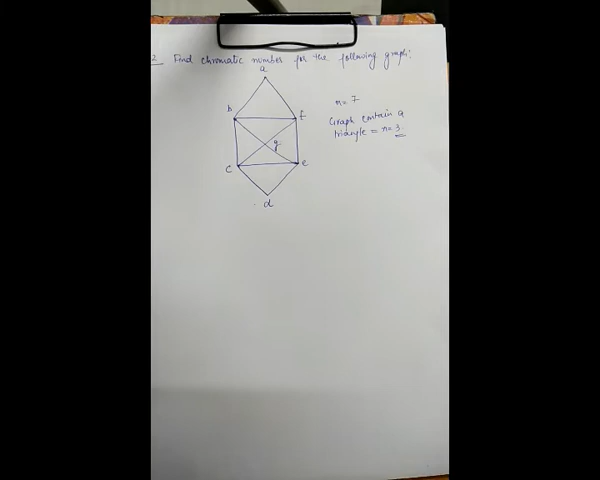 2 Find chromatic number for the following graph:
a
b
f
g
c
e
d
n = 7
Graph contain a
triangle = n = 3